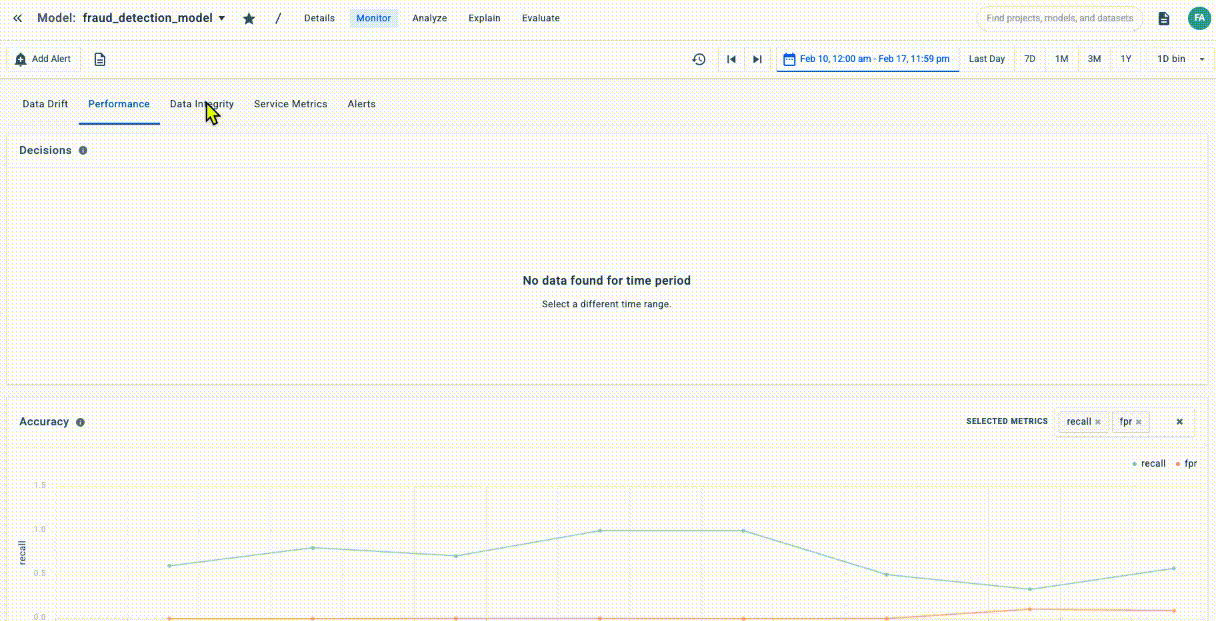 Model: fraud_detection_model / Details Monitor Analyze Explain Evaluate Find projects, models, and datasets FA
Add Alert Feb 10, 12:00 am - Feb 17, 11:59 pm Last Day 7D 1M 3M 1Y 1D bin
Data Drift Performance Data Integrity Service Metrics Alerts
Decisions
No data found for time period
Select a different time range.
Accuracy SELECTED METRICS recall × fpr ×
recall fpr
1.5
1.0
recall
0.5
0.0